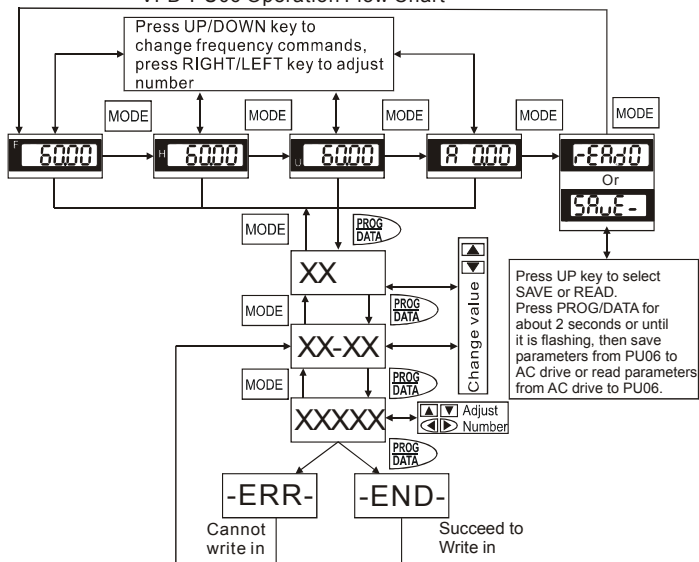 VFD-PU06 Operation Flow Chart
Press UP/DOWN key to
change frequency commands,
press RIGHT/LEFT key to adjust
number
MODE
MODE
MODE
MODE
MODE
F 60.00
H 60.00
U 60.00
A 0.00
rEAd0
Or
SAvE-
MODE
PROG
DATA
XX
MODE
PROG
DATA
XX-XX
MODE
PROG
DATA
XXXXX
Change value
Adjust
Number
PROG
DATA
Press UP key to select
SAVE or READ.
Press PROG/DATA for
about 2 seconds or until
it is flashing, then save
parameters from PU06 to
AC drive or read parameters
from AC drive to PU06.
-ERR-
-END-
Cannot
write in
Succeed to
Write in